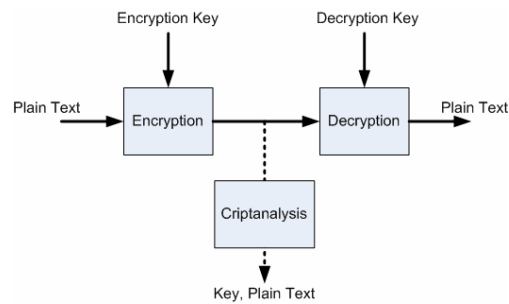 Encryption Key
Decryption Key
Plain Text
Encryption
Decryption
Plain Text
Criptanalysis
Key, Plain Text